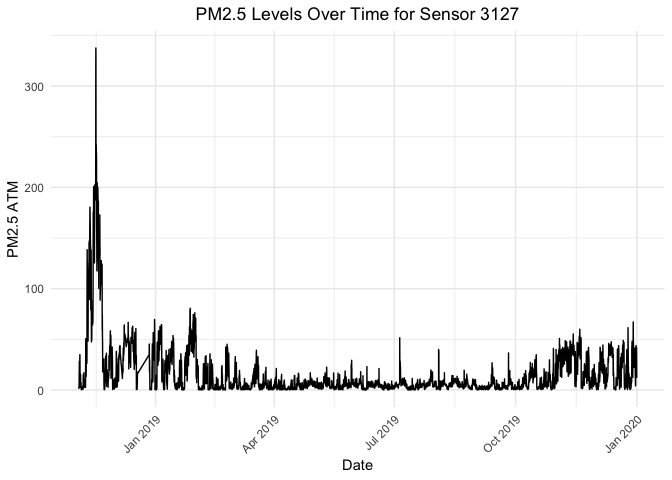 PM2.5 Levels Over Time for Sensor 3127
PM2.5 ATM
300
200
100
0
Jan 2019
Apr 2019
Jul 2019
Oct 2019
Jan 2020
Date